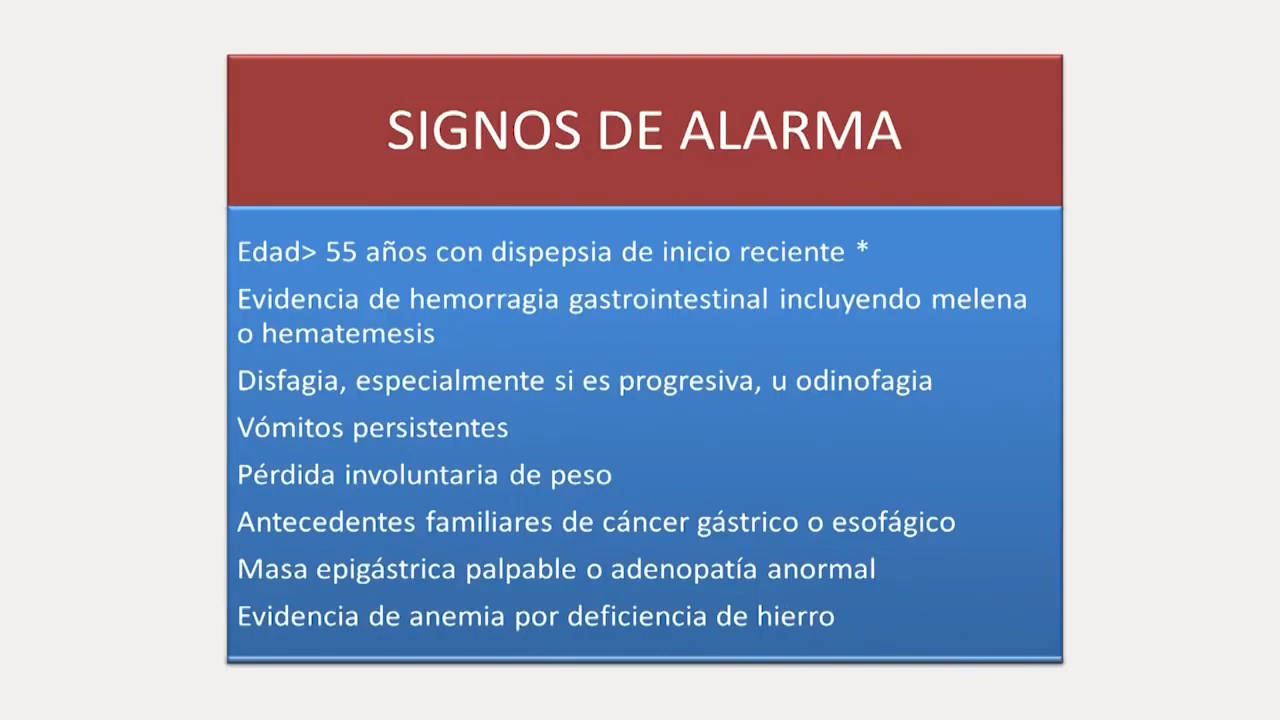 SIGNOS DE ALARMA
Edad> 55 años con dispepsia de inicio reciente *
Evidencia de hemorragia gastrointestinal incluyendo melena
o hematemesis
Disfagia, especialmente si es progresiva, u odinofagia
Vómitos persistentes
Pérdida involuntaria de peso
Antecedentes familiares de cáncer gástrico o esofágico
Masa epigástrica palpable o adenopatía anormal
Evidencia de anemia por deficiencia de hierro